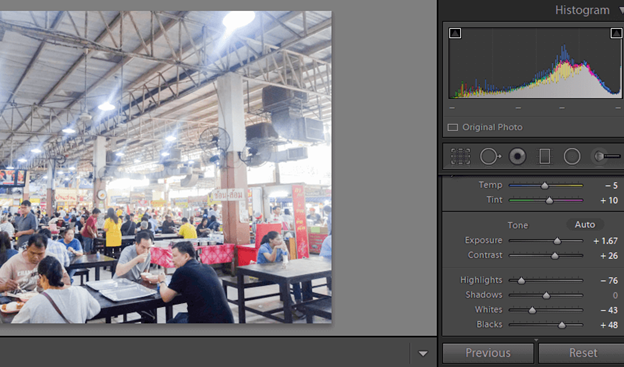 Histogram
Original Photo
Temp - 5
Tint + 10
Tone Auto
Exposure + 1.67
Contrast + 26
Highlights - 76
Shadows 0
Whites - 43
Blacks + 48
Previous Reset